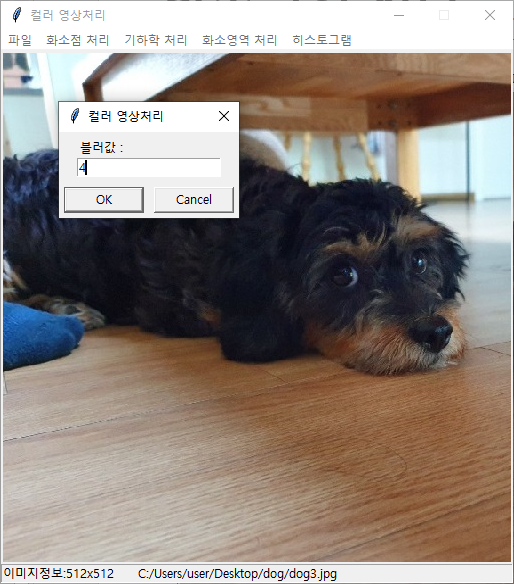 컬러 영상처리
파일 화소점 처리 기하학 처리 화소영역 처리 히스토그램
컬러 영상처리
블러값 :
4
OK Cancel
이미지정보:512x512 C:/Users/user/Desktop/dog/dog3.jpg